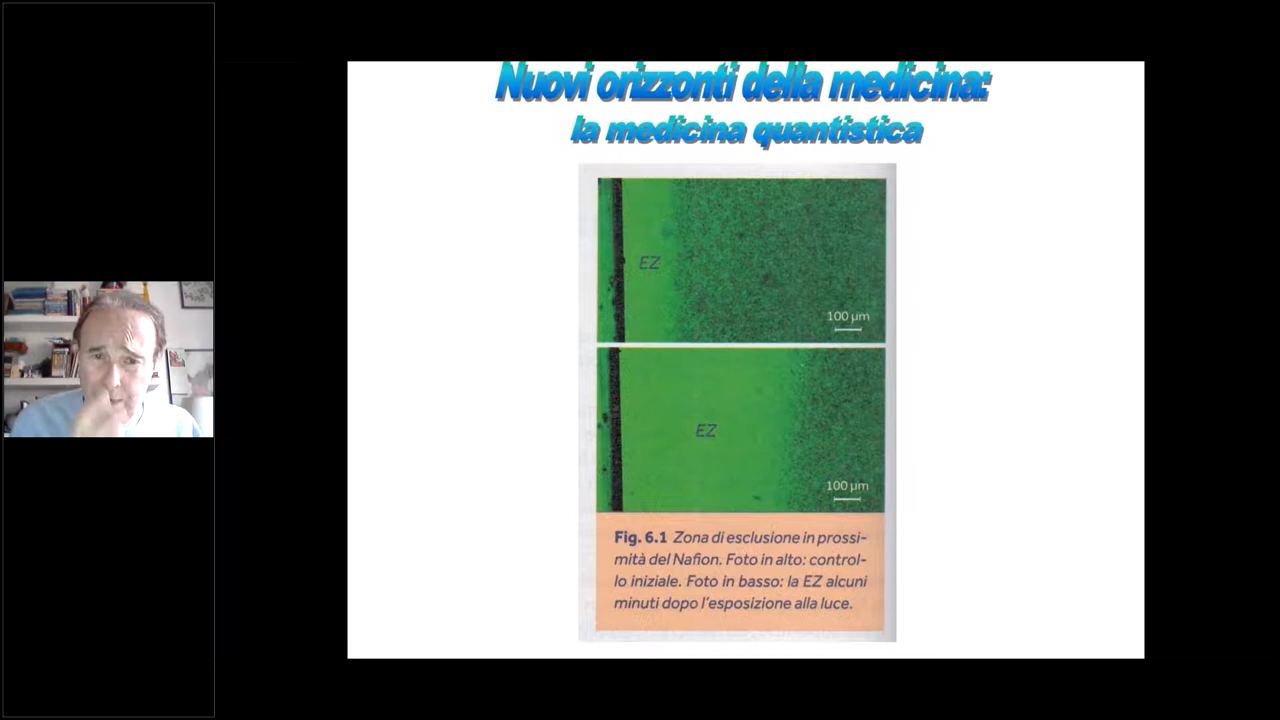 Nuovi orizzonti della medicina:
la medicina quantistica
EZ
100 µm
EZ
100 µm
Fig. 6.1 Zona di esclusione in prossi-
mità del Nafion. Foto in alto: control-
lo iniziale. Foto in basso: la EZ alcuni
minuti dopo l'esposizione alla luce.